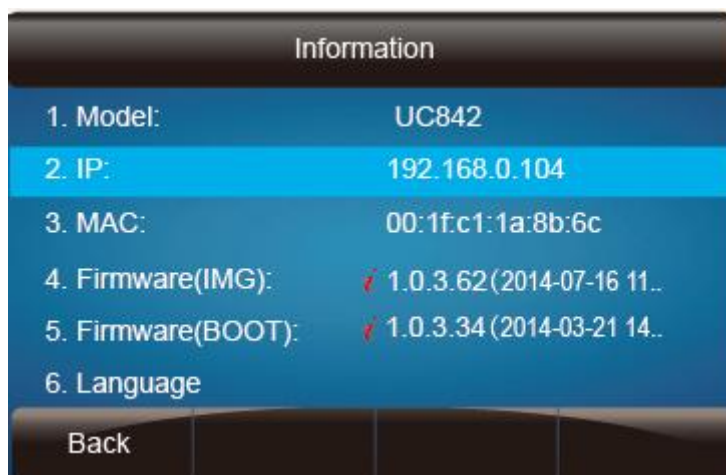 Information
1. Model: UC842
2. IP: 192.168.0.104
3. MAC: 00:1f:c1:1a:8b:6c
4. Firmware(IMG): i 1.0.3.62(2014-07-16 11..
5. Firmware(BOOT): i 1.0.3.34(2014-03-21 14..
6. Language
Back